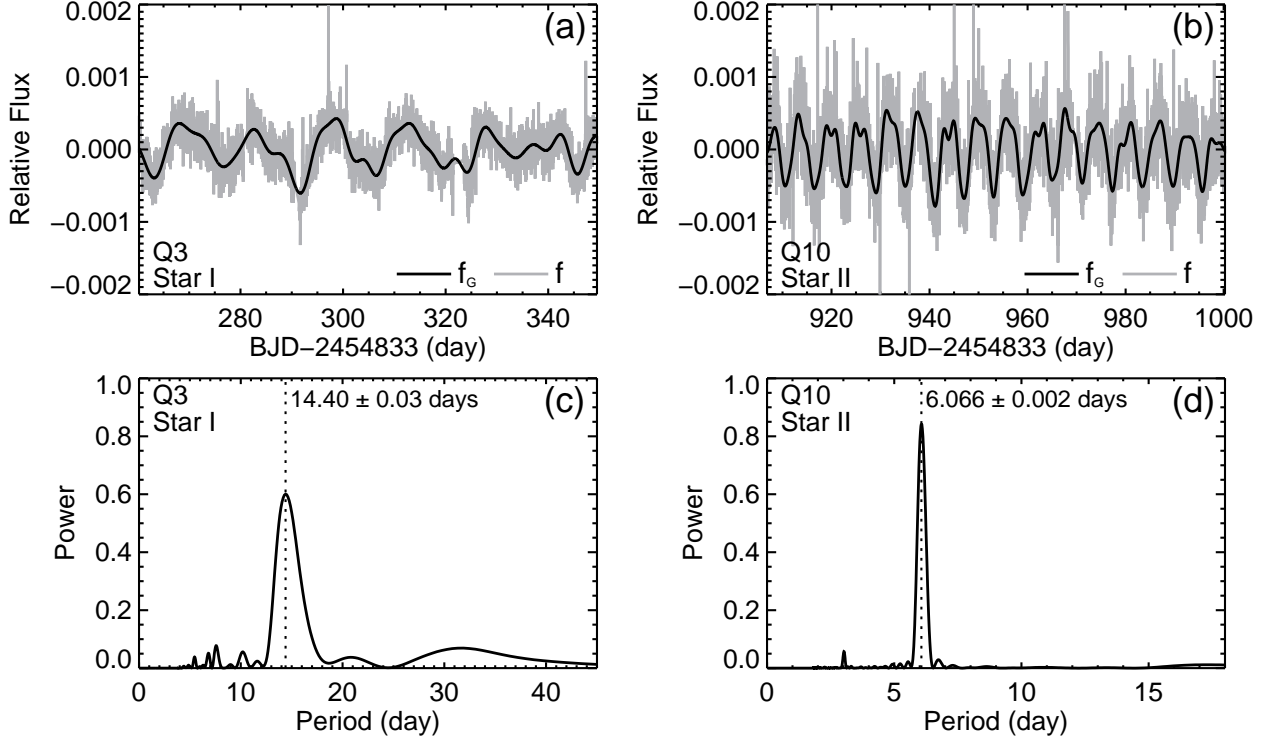 (a)
0.002
0.001
0.000
−0.001
−0.002
Relative Flux
Q3
Star I
f_G
f
280
300
320
340
BJD−2454833 (day)
(b)
0.002
0.001
0.000
−0.001
−0.002
Relative Flux
Q10
Star II
f_G
f
920
940
960
980
1000
BJD−2454833 (day)
(c)
1.0
0.8
0.6
0.4
0.2
0.0
Power
Q3
Star I
14.40 ± 0.03 days
0
10
20
30
40
Period (day)
(d)
1.0
0.8
0.6
0.4
0.2
0.0
Power
Q10
Star II
6.066 ± 0.002 days
0
5
10
15
Period (day)